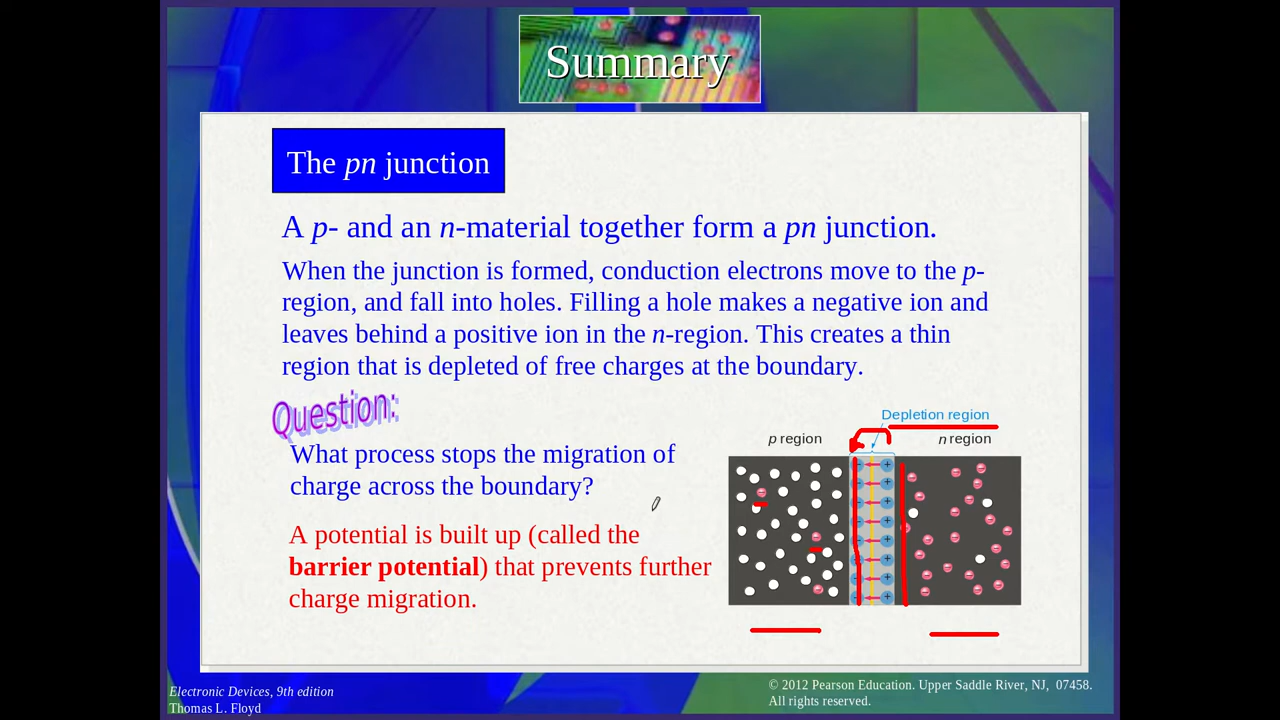 Summary
The pn junction
A p- and an n-material together form a pn junction.
When the junction is formed, conduction electrons move to the p-
region, and fall into holes. Filling a hole makes a negative ion and
leaves behind a positive ion in the n-region. This creates a thin
region that is depleted of free charges at the boundary.
Question:
What process stops the migration of
charge across the boundary?
A potential is built up (called the
barrier potential) that prevents further
charge migration.
Depletion region
p region
n region
Electronic Devices, 9th edition
Thomas L. Floyd
© 2012 Pearson Education. Upper Saddle River, NJ, 07458.
All rights reserved.